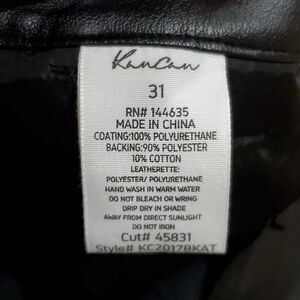 KanCan
31
RN# 144635
MADE IN CHINA
COATING:100% POLYURETHANE
BACKING:90% POLYESTER
10% COTTON
LEATHERETTE:
POLYESTER/ POLYURETHANE
HAND WASH IN WARM WATER
DO NOT BLEACH OR WRING
DRIP DRY IN SHADE
AWAY FROM DIRECT SUNLIGHT
DO NOT IRON
Cut# 45831
Style# KC2017BKAT